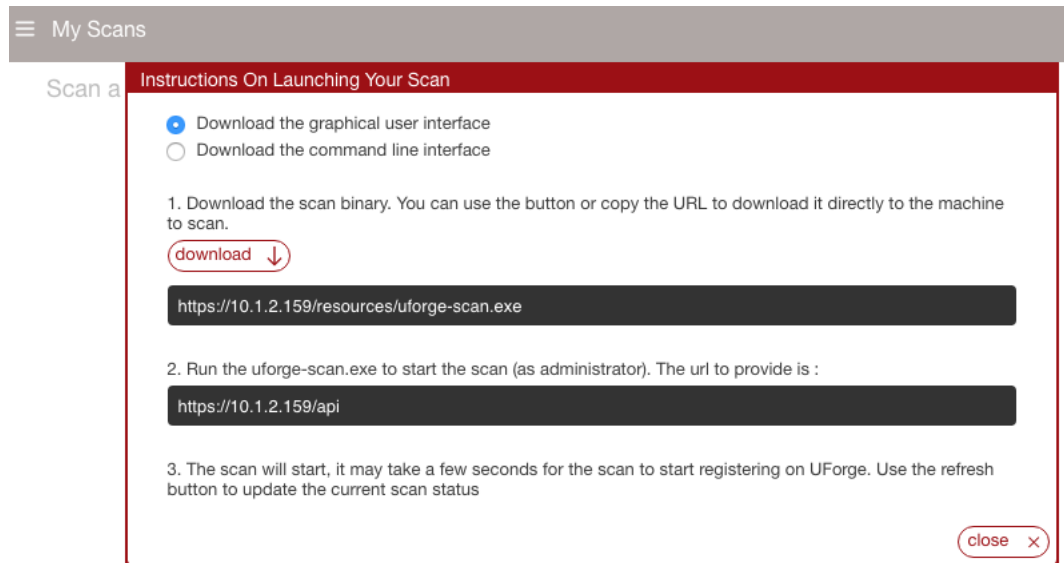 My Scans
Scan a
Instructions On Launching Your Scan
Download the graphical user interface
Download the command line interface
1. Download the scan binary. You can use the button or copy the URL to download it directly to the machine
to scan.
download
https://10.1.2.159/resources/uforge-scan.exe
2. Run the uforge-scan.exe to start the scan (as administrator). The url to provide is :
https://10.1.2.159/api
3. The scan will start, it may take a few seconds for the scan to start registering on UForge. Use the refresh
button to update the current scan status
close